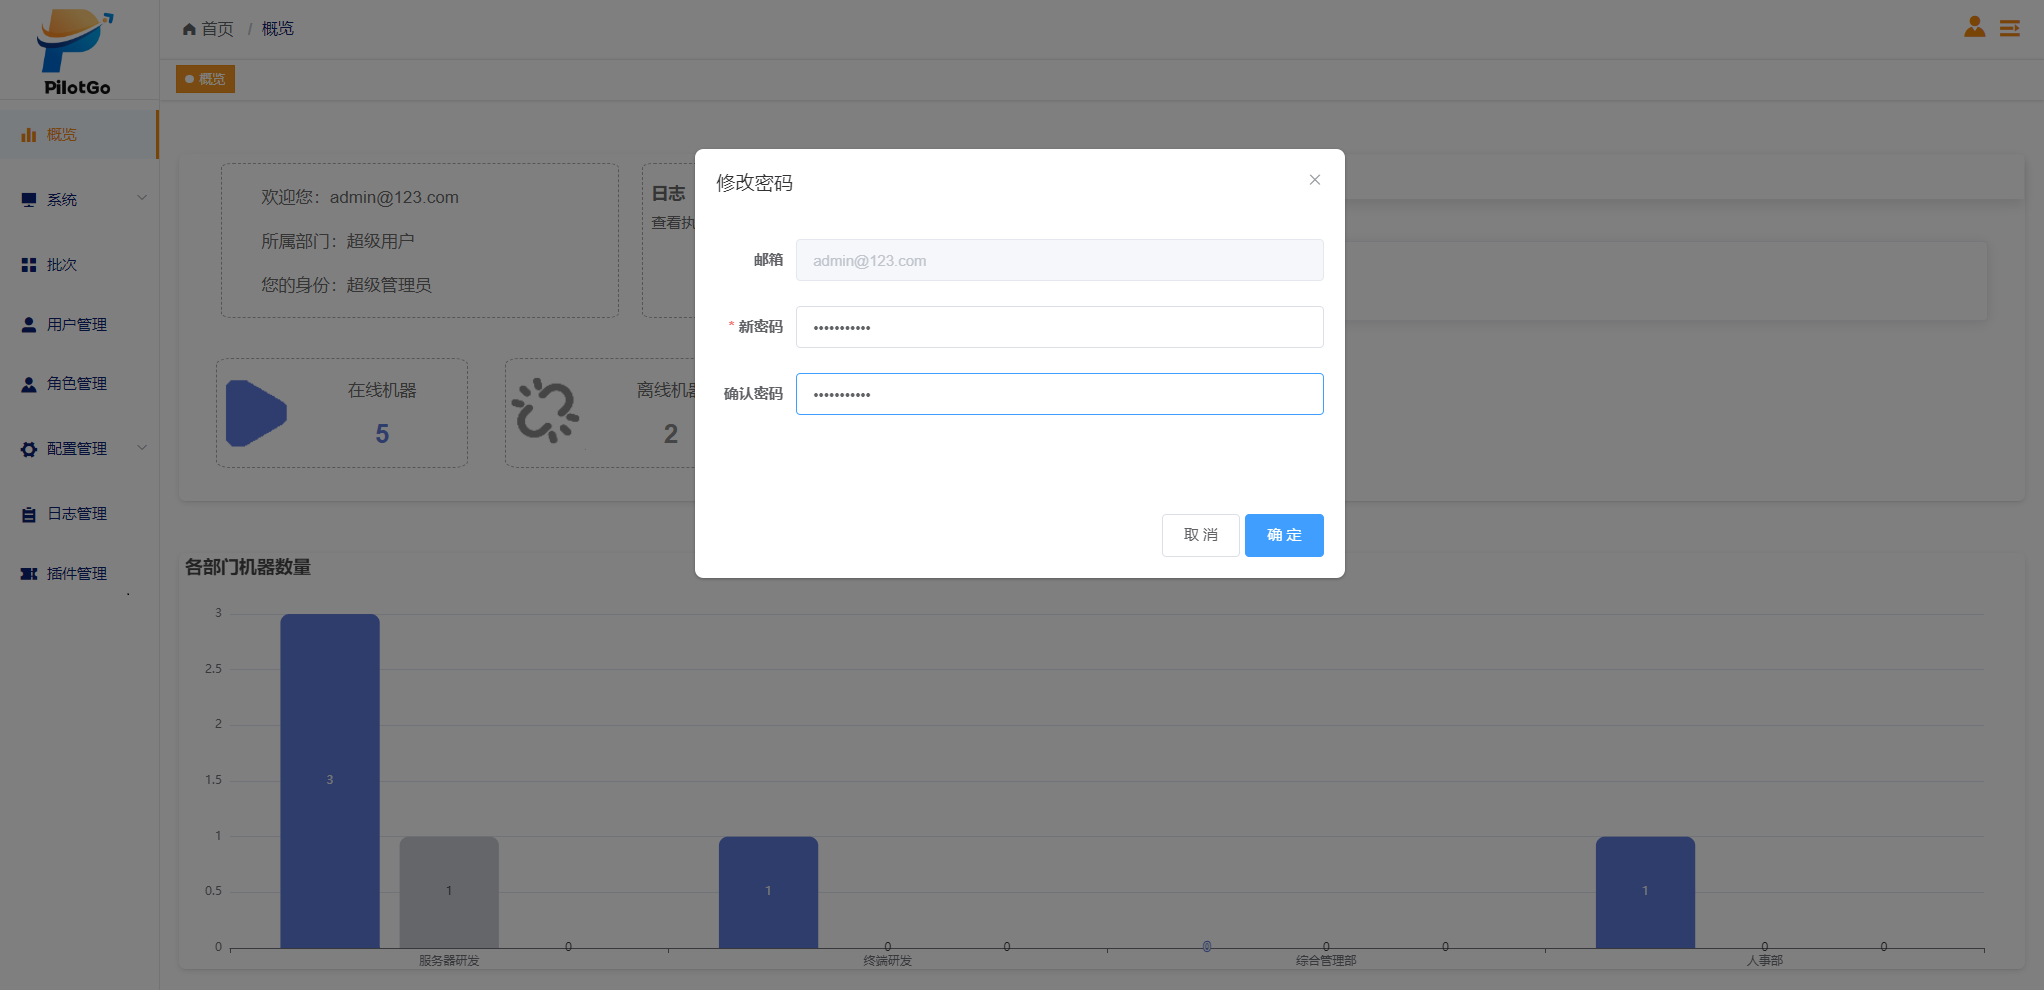 PilotGo
首页 / 概览
概览
概览
系统
批次
用户管理
角色管理
配置管理
日志管理
插件管理
欢迎您：admin@123.com
所属部门：超级用户
您的身份：超级管理员
日志
查看执
在线机器
5
离线机器
2
修改密码
邮箱 admin@123.com
* 新密码 •••••••••••
确认密码 •••••••••••
取 消
确 定
各部门机器数量
3
2.5
2
1.5
1
0.5
0
3
1
0
1
0
0
0
0
0
1
0
0
服务器研发
终端研发
综合管理部
人事部